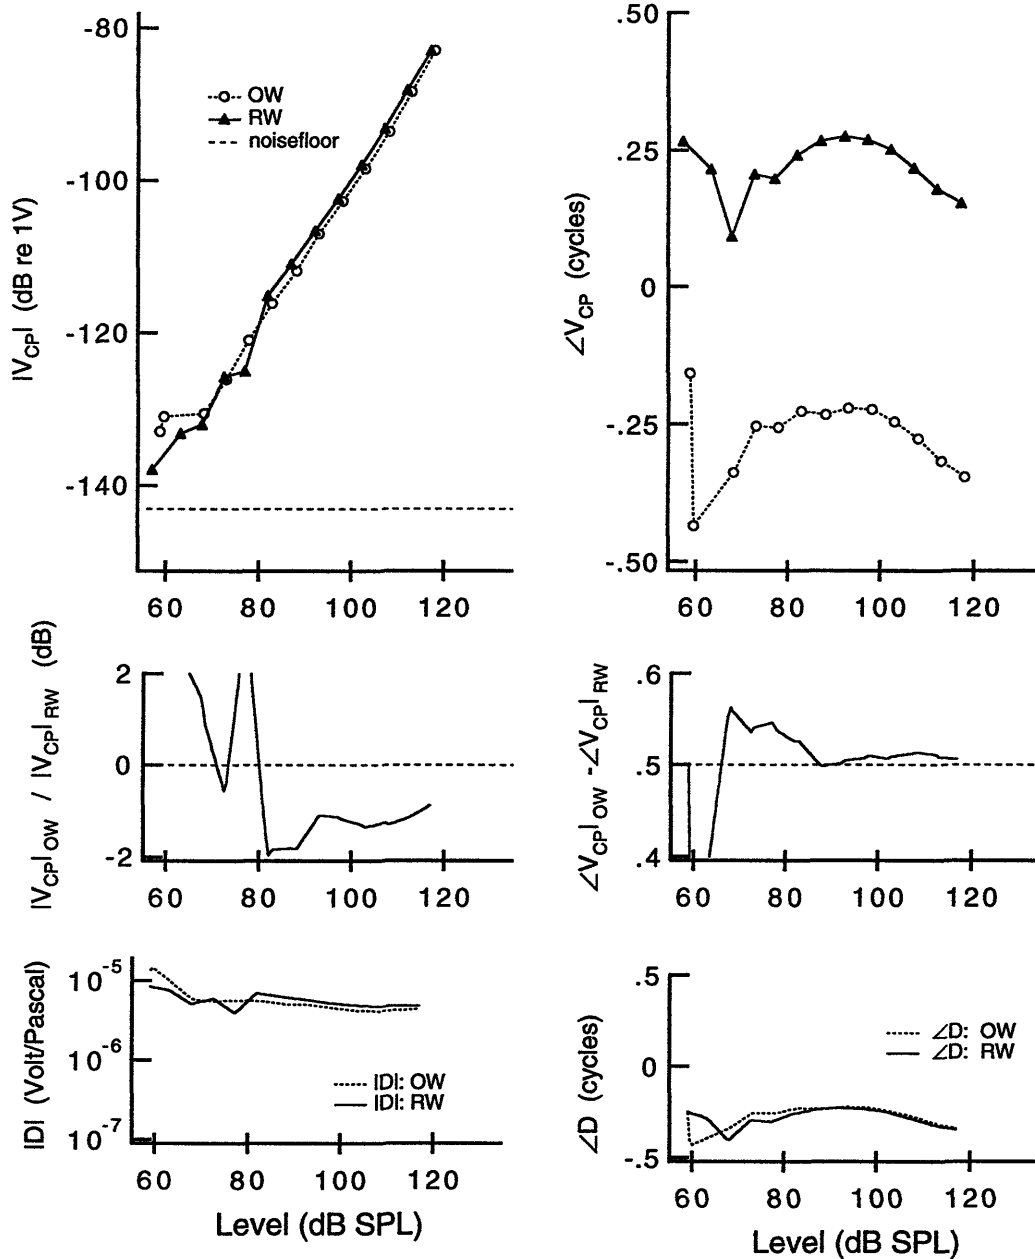 |V_CP| (dB re 1V)
-80
-100
-120
-140
OW
RW
noisefloor
60 80 100 120
∠V_CP (cycles)
.50
.25
0
-.25
-.50
60 80 100 120
|V_CP|_OW / |V_CP|_RW (dB)
2
0
-2
60 80 100 120
∠V_CP|_OW -∠V_CP|_RW
.6
.5
.4
60 80 100 120
|D| (Volt/Pascal)
10^-5
10^-6
10^-7
|D|: OW
|D|: RW
60 80 100 120
Level (dB SPL)
∠D (cycles)
.5
0
-.5
∠D: OW
∠D: RW
60 80 100 120
Level (dB SPL)